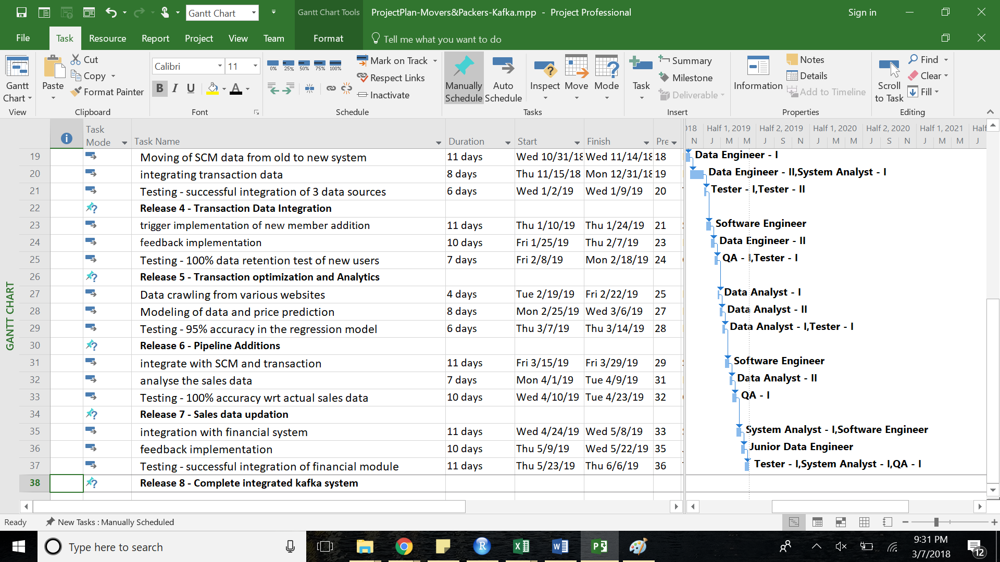 Gantt Chart
Gantt Chart Tools
ProjectPlan-Movers&Packers-Kafka.mpp - Project Professional
Sign in
File Task Resource Report Project View Team Format Tell me what you want to do
Gantt Chart
View
Paste
Cut
Copy
Format Painter
Clipboard
Calibri 11
B I U A
Font
0% 25% 50% 75% 100%
Mark on Track
Respect Links
Inactivate
Schedule
Manually Schedule
Auto Schedule
Inspect
Move
Mode
Tasks
Task
Summary
Milestone
Deliverable
Insert
Information
Notes
Details
Add to Timeline
Properties
Scroll to Task
Find
Clear
Fill
Editing
Task Mode Task Name Duration Start Finish Pre
Half 1, 2019 Half 2, 2019 Half 1, 2020 Half 2, 2020 Half 1, 2021
N J M M J S N J M M J S N J M M J
GANTT CHART
19 Moving of SCM data from old to new system 11 days Wed 10/31/18 Wed 11/14/18 18 Data Engineer - I
20 integrating transaction data 8 days Thu 11/15/18 Mon 12/31/18 19 Data Engineer - II,System Analyst - I
21 Testing - successful integration of 3 data sources 6 days Wed 1/2/19 Wed 1/9/19 20 Tester - I,Tester - II
22 Release 4 - Transaction Data Integration
23 trigger implementation of new member addition 11 days Thu 1/10/19 Thu 1/24/19 21 Software Engineer
24 feedback implementation 10 days Fri 1/25/19 Thu 2/7/19 23 Data Engineer - II
25 Testing - 100% data retention test of new users 7 days Fri 2/8/19 Mon 2/18/19 24 QA - I,Tester - I
26 Release 5 - Transaction optimization and Analytics
27 Data crawling from various websites 4 days Tue 2/19/19 Fri 2/22/19 25 Data Analyst - I
28 Modeling of data and price prediction 8 days Mon 2/25/19 Wed 3/6/19 27 Data Analyst - II
29 Testing - 95% accuracy in the regression model 6 days Thu 3/7/19 Thu 3/14/19 28 Data Analyst - I,Tester - I
30 Release 6 - Pipeline Additions
31 integrate with SCM and transaction 11 days Fri 3/15/19 Fri 3/29/19 29 Software Engineer
32 analyse the sales data 7 days Mon 4/1/19 Tue 4/9/19 31 Data Analyst - II
33 Testing - 100% accuracy wrt actual sales data 10 days Wed 4/10/19 Tue 4/23/19 32 QA - I
34 Release 7 - Sales data updation
35 integration with financial system 11 days Wed 4/24/19 Wed 5/8/19 33 System Analyst - I,Software Engineer
36 feedback implementation 10 days Thu 5/9/19 Wed 5/22/19 35 Junior Data Engineer
37 Testing - successful integration of financial module 11 days Thu 5/23/19 Thu 6/6/19 36 Tester - I,System Analyst - I,QA - I
38 Release 8 - Complete integrated kafka system
Ready New Tasks : Manually Scheduled
Type here to search
9:31 PM
3/7/2018
12